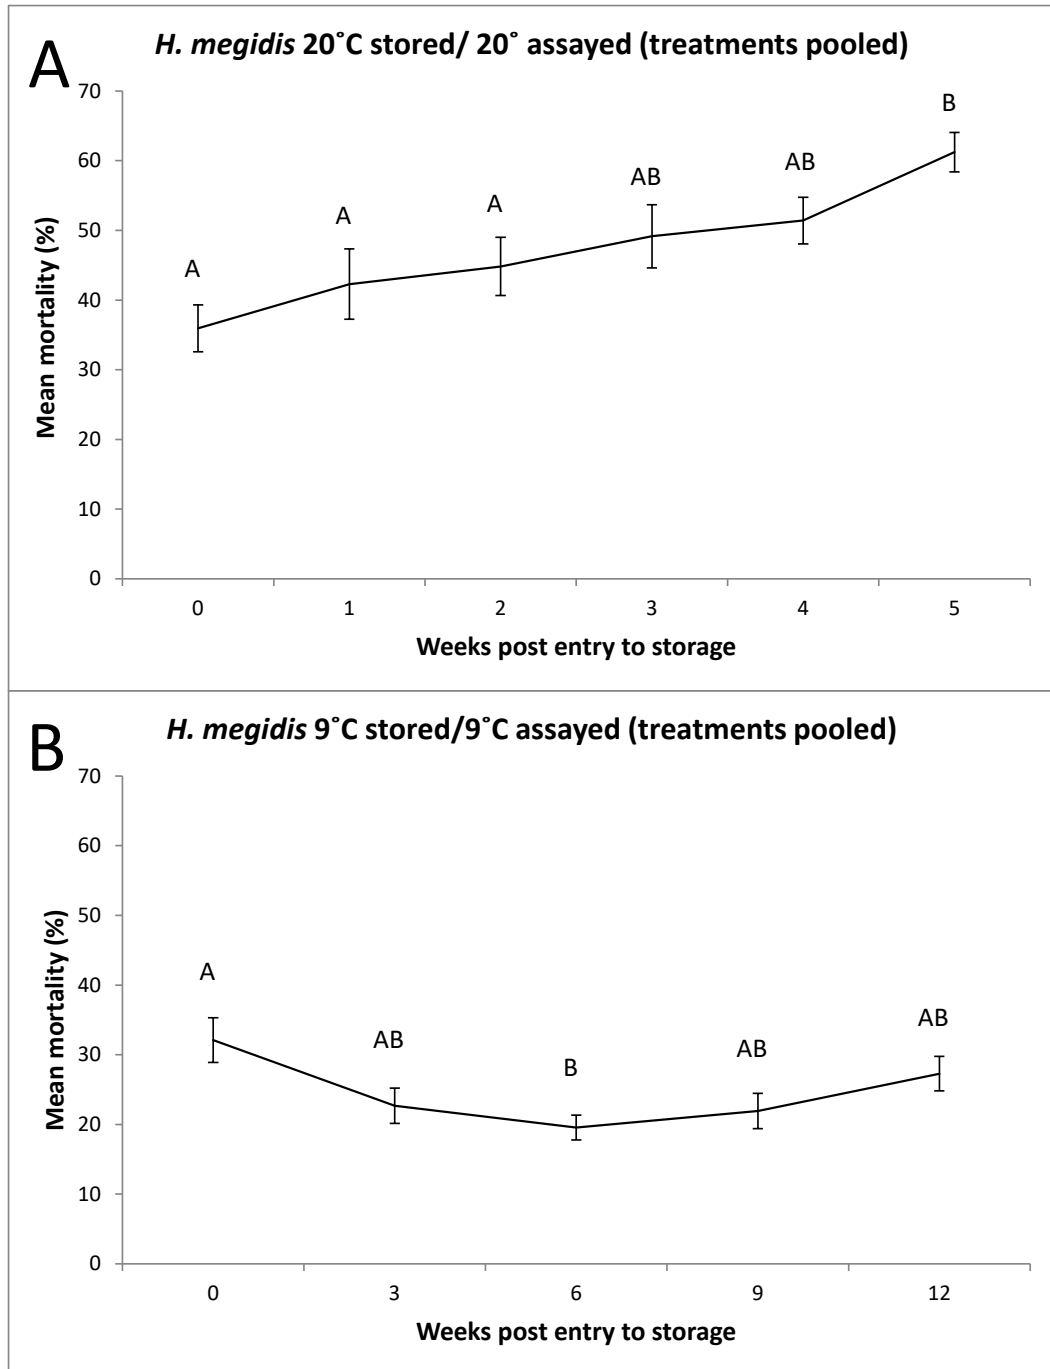 A
H. megidis 20˚C stored/ 20˚ assayed (treatments pooled)
70
60
50
40
30
20
10
0
Mean mortality (%)
A
A
A
AB
AB
B
0 1 2 3 4 5
Weeks post entry to storage
B
H. megidis 9˚C stored/9˚C assayed (treatments pooled)
70
60
50
40
30
20
10
0
Mean mortality (%)
A
AB
B
AB
AB
0 3 6 9 12
Weeks post entry to storage